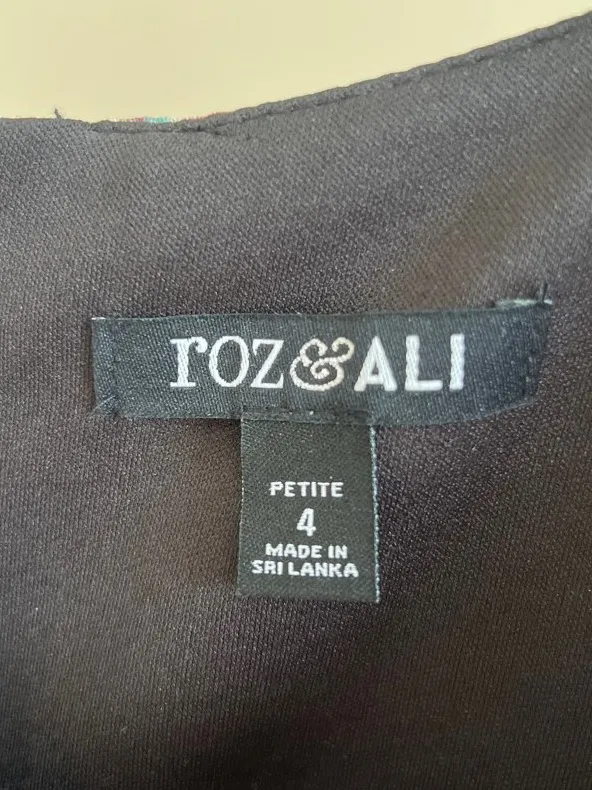 roz&ALI
PETITE
4
MADE IN
SRI LANKA